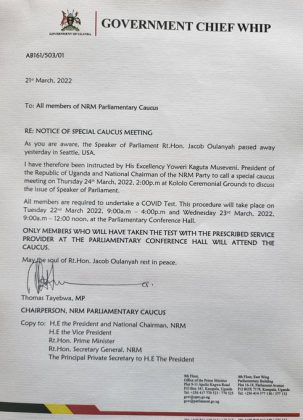 GOVERNMENT CHIEF WHIP
AB161/503/01
21st March, 2022
To: All members of NRM Parliamentary Caucus
RE: NOTICE OF SPECIAL CAUCUS MEETING
As you are aware, the Speaker of Parliament Rt.Hon. Jacob Oulanyah passed away
yesterday in Seattle, USA.
I have therefore been instructed by His Excellency Yoweri Kaguta Museveni, President of
the Republic of Uganda and National Chairman of the NRM Party to call a special caucus
meeting on Thursday 24th March, 2022, 2:00p.m at Kololo Ceremonial Grounds to discuss
the issue of Speaker of Parliament.
All members are required to undertake a COVID Test. This procedure will take place on
Tuesday 22nd March 2022, 9:00a.m - 4:00p.m and Wednesday 23rd March, 2022,
9:00a.m - 12:00 noon, at the Parliamentary Conference Hall.
ONLY MEMBERS WHO WILL HAVE TAKEN THE TEST WITH THE PRESCRIBED SERVICE
PROVIDER AT THE PARLIAMENTARY CONFERENCE HALL WILL ATTEND THE
CAUCUS.
May the soul of Rt.Hon. Jacob Oulanyah rest in peace.
Thomas Tayebwa, MP
CHAIRPERSON, NRM PARLIAMENTARY CAUCUS
Copy to: H.E the President and National Chairman, NRM
H.E the Vice President
Rt.Hon. Prime Minister
Rt.Hon. Secretary General, NRM
The Principal Private Secretary to H.E The President
Office of the Prime Minister
Parliamentary Building